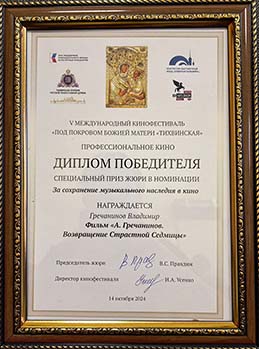 V МЕЖДУНАРОДНЫЙ КИНОФЕСТИВАЛЬ
«ПОД ПОКРОВОМ БОЖИЕЙ МАТЕРИ «ТИХВИНСКАЯ»
ПРОФЕССИОНАЛЬНОЕ КИНО
ДИПЛОМ ПОБЕДИТЕЛЯ
СПЕЦИАЛЬНЫЙ ПРИЗ ЖЮРИ В НОМИНАЦИИ
За сохранение музыкального наследия в кино
НАГРАЖДАЕТСЯ
Гречанинов Владимир
Фильм «А. Гречанинов.
Возвращение Страстной Седмицы»
Председатель жюри В.С. Правдин
Директор кинофестиваля И.А. Усенко
14 октября 2024